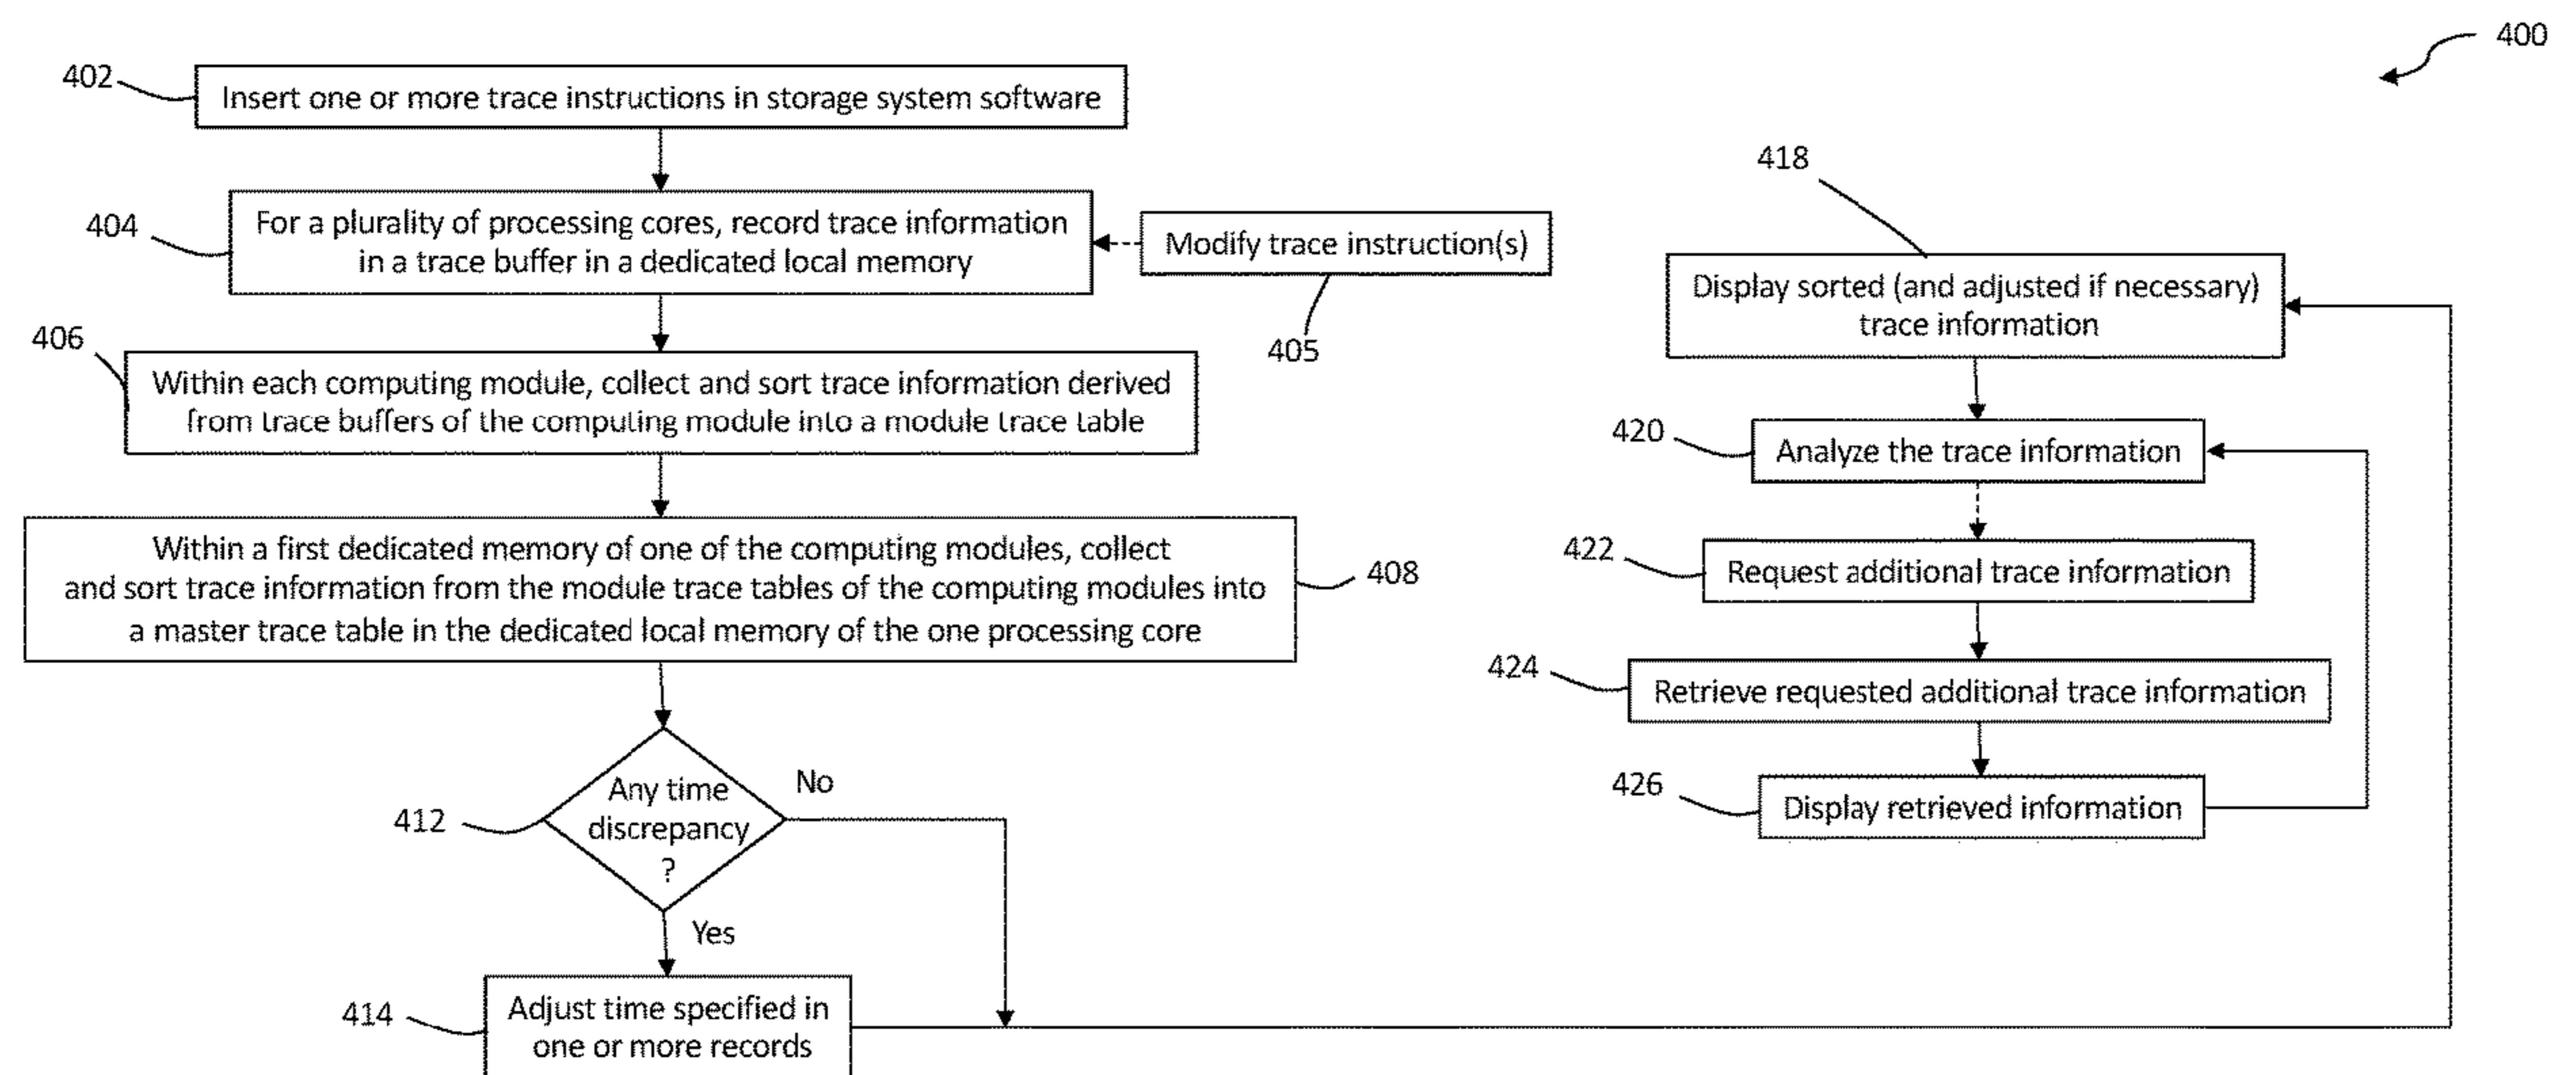 400
402
Insert one or more trace instructions in storage system software
404
For a plurality of processing cores, record trace information
in a trace buffer in a dedicated local memory
Modify trace instruction(s)
405
406
Within each computing module, collect and sort trace information derived
from trace buffers of the computing module into a module trace table
Within a first dedicated memory of one of the computing modules, collect
and sort trace information from the module trace tables of the computing modules into
a master trace table in the dedicated local memory of the one processing core
408
412
Any time
discrepancy
?
No
Yes
414
Adjust time specified in
one or more records
418
Display sorted (and adjusted if necessary)
trace information
420
Analyze the trace information
422
Request additional trace information
424
Retrieve requested additional trace information
426
Display retrieved information